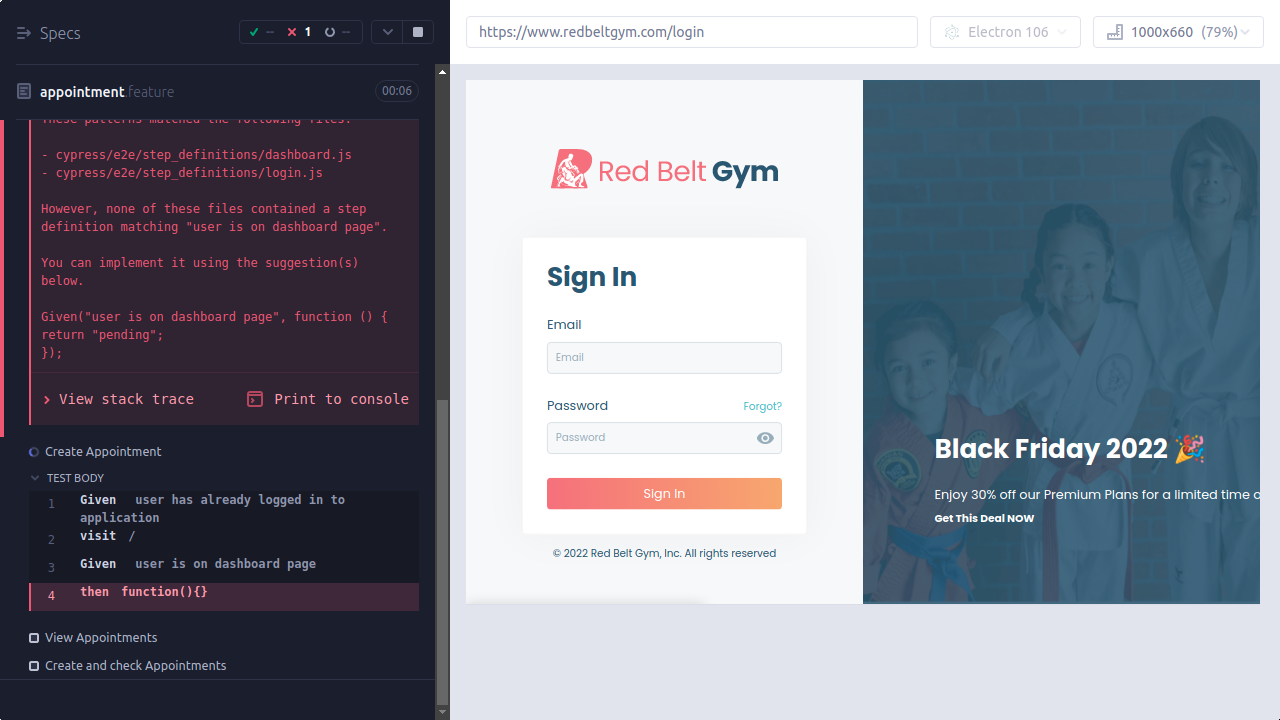 Specs
-- 1 --
https://www.redbeltgym.com/login
Electron 106
1000x660 (79%)
appointment.feature
00:06
These patterns matched the following files:
- cypress/e2e/step_definitions/dashboard.js
- cypress/e2e/step_definitions/login.js
However, none of these files contained a step
definition matching "user is on dashboard page".
You can implement it using the suggestion(s)
below.
Given("user is on dashboard page", function () {
return "pending";
});
View stack trace
Print to console
Create Appointment
TEST BODY
1 Given user has already logged in to
application
2 visit /
3 Given user is on dashboard page
4 then function(){}
View Appointments
Create and check Appointments
Red Belt Gym
Sign In
Email
Email
Password Forgot?
Password
Sign In
© 2022 Red Belt Gym, Inc. All rights reserved
Black Friday 2022 🎉
Enjoy 30% off our Premium Plans for a limited time o
Get This Deal NOW